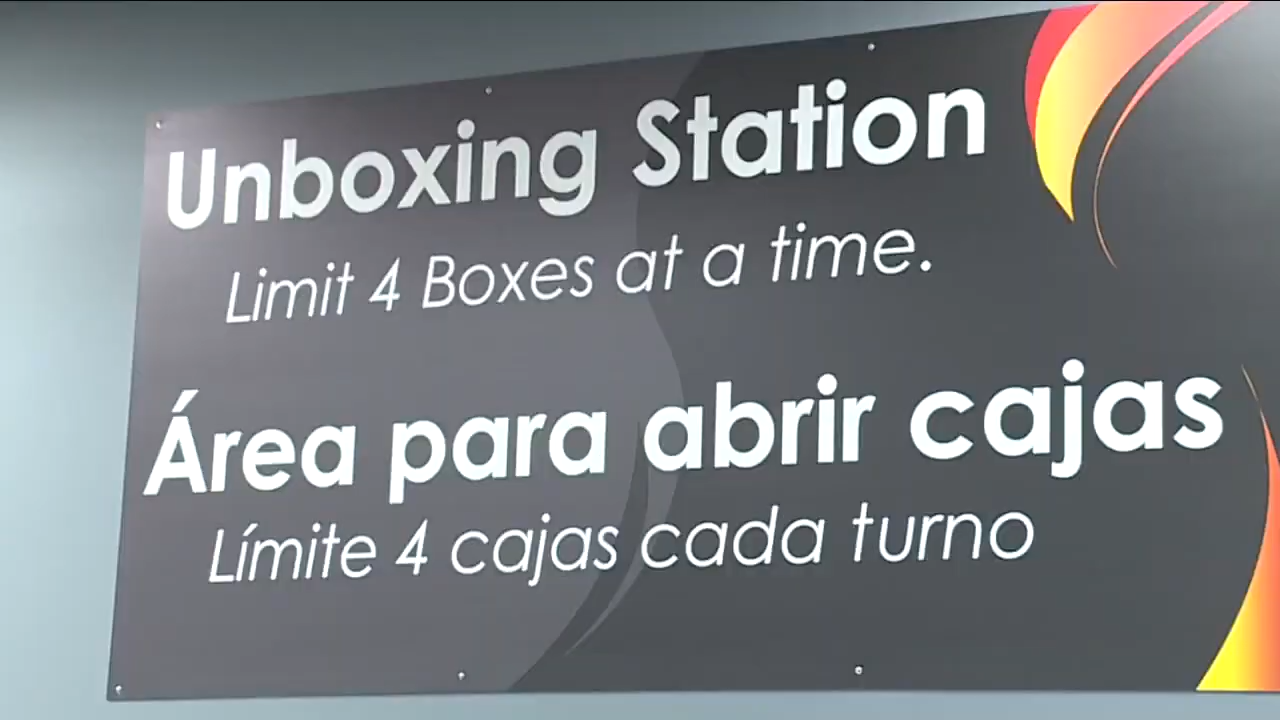 Unboxing Station
Limit 4 Boxes at a time.
Área para abrir cajas
Límite 4 cajas cada turno